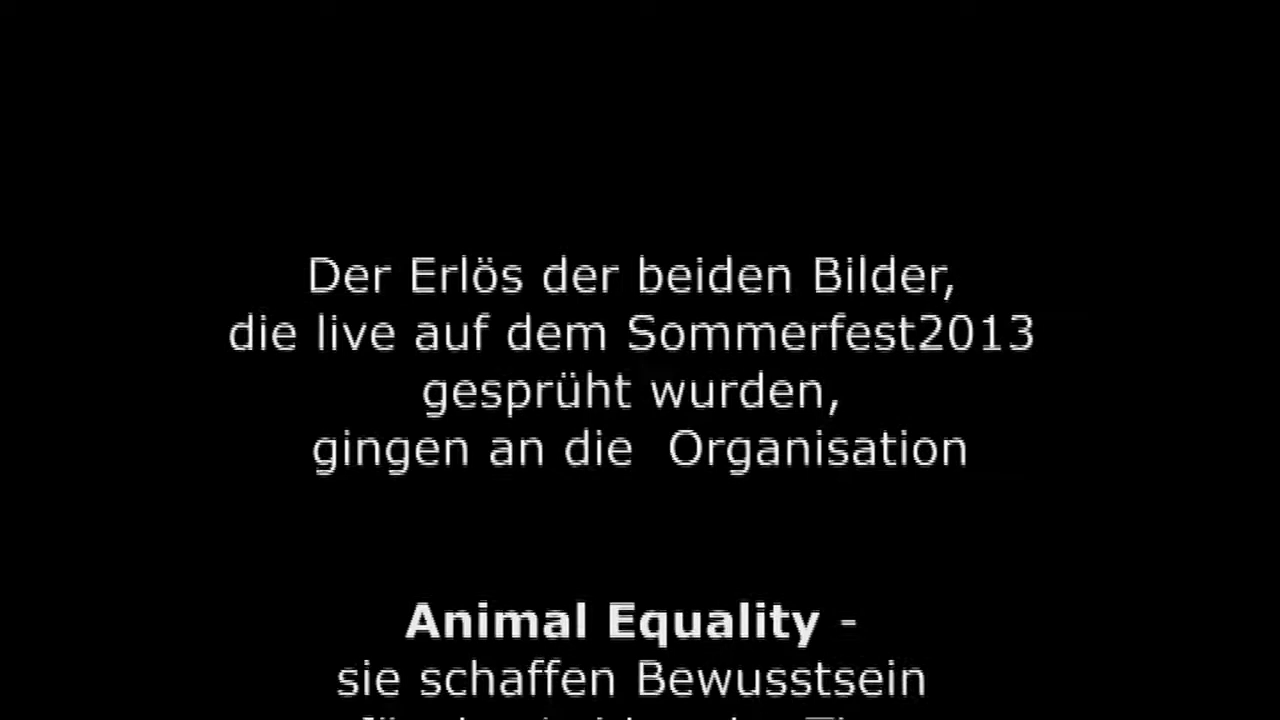 Der Erlös der beiden Bilder,
die live auf dem Sommerfest2013
gesprüht wurden,
gingen an die  Organisation
Animal Equality -
sie schaffen Bewusstsein